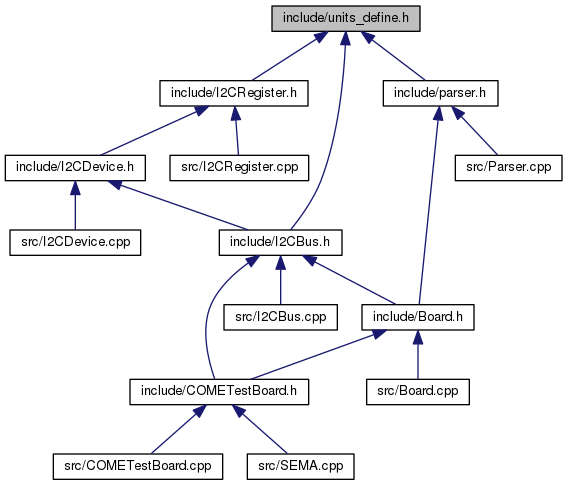 include/units_define.h
include/I2CRegister.h
include/parser.h
include/I2CDevice.h
src/I2CRegister.cpp
src/Parser.cpp
src/I2CDevice.cpp
include/I2CBus.h
src/I2CBus.cpp
include/Board.h
include/COMETestBoard.h
src/Board.cpp
src/COMETestBoard.cpp
src/SEMA.cpp